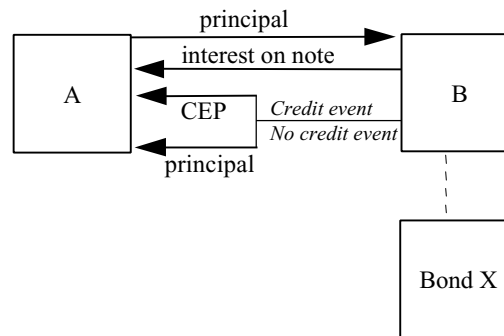 principal
interest on note
A
B
CEP
Credit event
No credit event
principal
Bond X